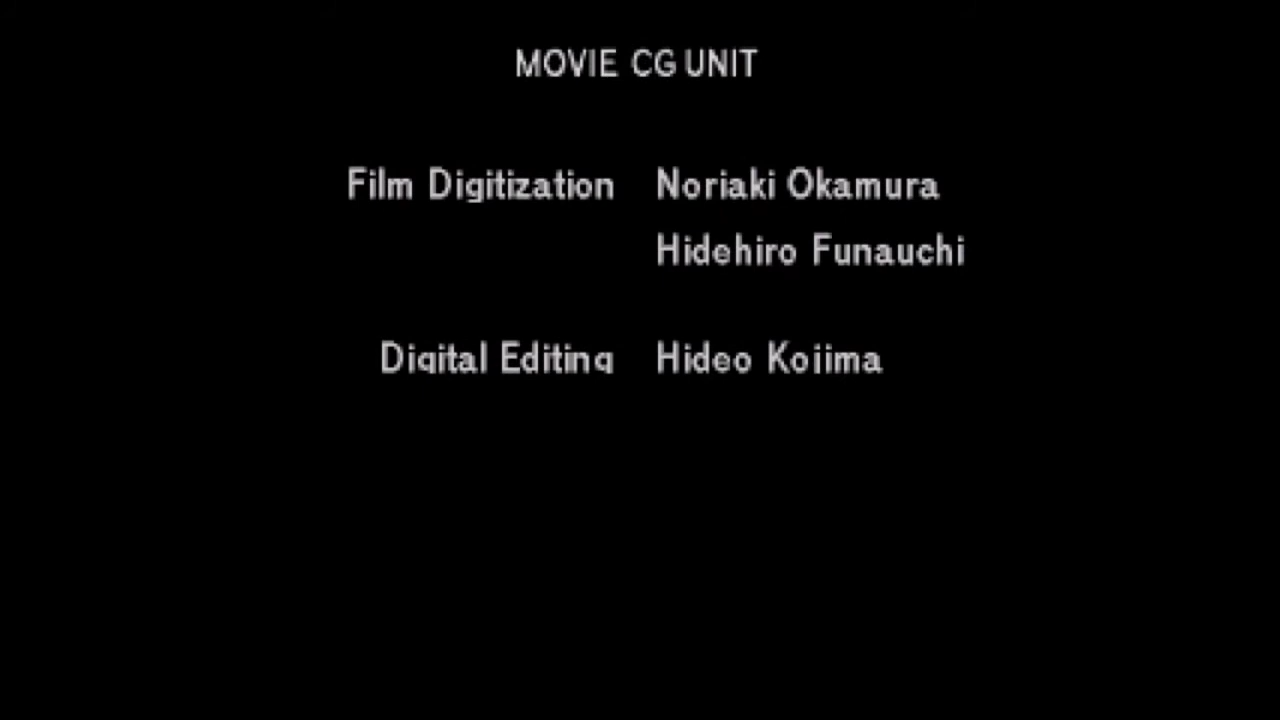 MOVIE CG UNIT
Film Digitization Noriaki Okamura
Hidehiro Funauchi
Digital Editing Hideo Kojima